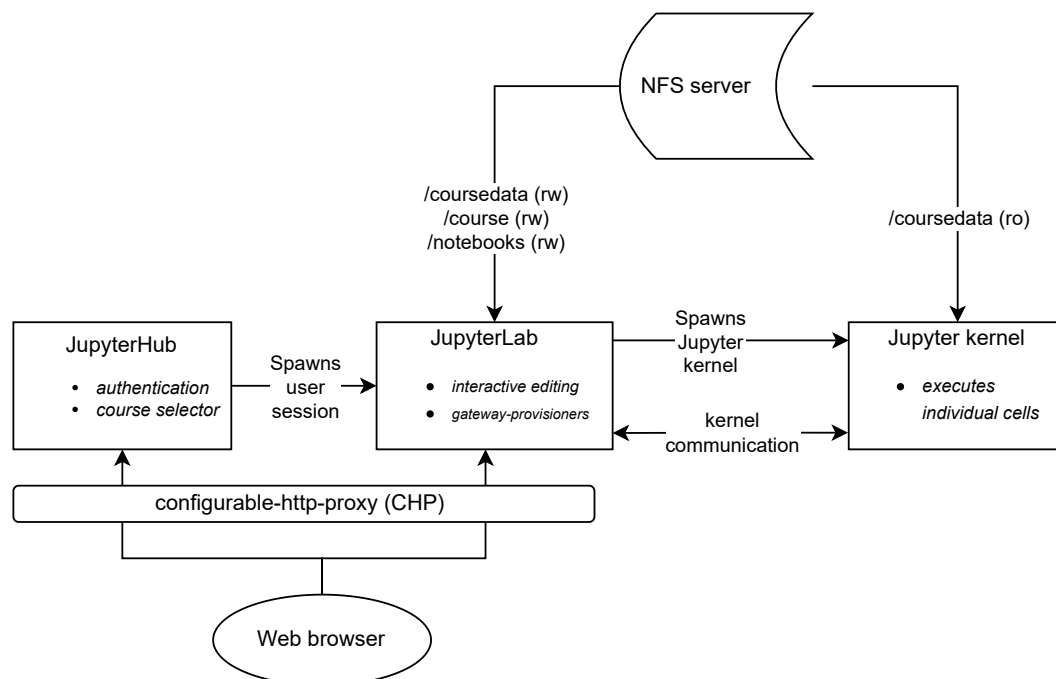 NFS server
/coursedata (rw)
/course (rw)
/notebooks (rw)
/coursedata (ro)
JupyterHub
• authentication
• course selector
Spawns
user
session
JupyterLab
• interactive editing
• gateway-provisioners
Spawns
Jupyter
kernel
kernel
communication
Jupyter kernel
• executes
individual cells
configurable-http-proxy (CHP)
Web browser